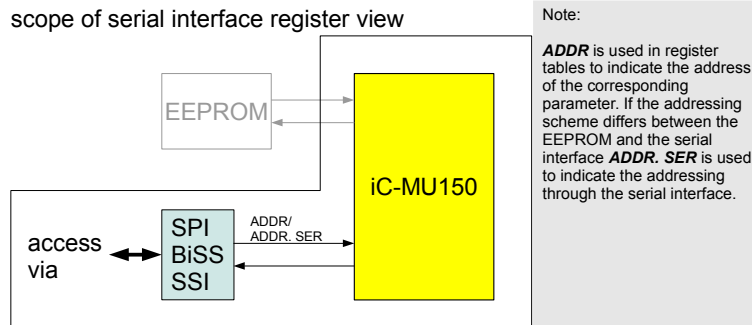 scope of serial interface register view
EEPROM
iC-MU150
access
via
SPI
BiSS
SSI
ADDR/
ADDR. SER
Note:
ADDR is used in register
tables to indicate the address
of the corresponding
parameter. If the addressing
scheme differs between the
EEPROM and the serial
interface ADDR. SER is used
to indicate the addressing
through the serial interface.